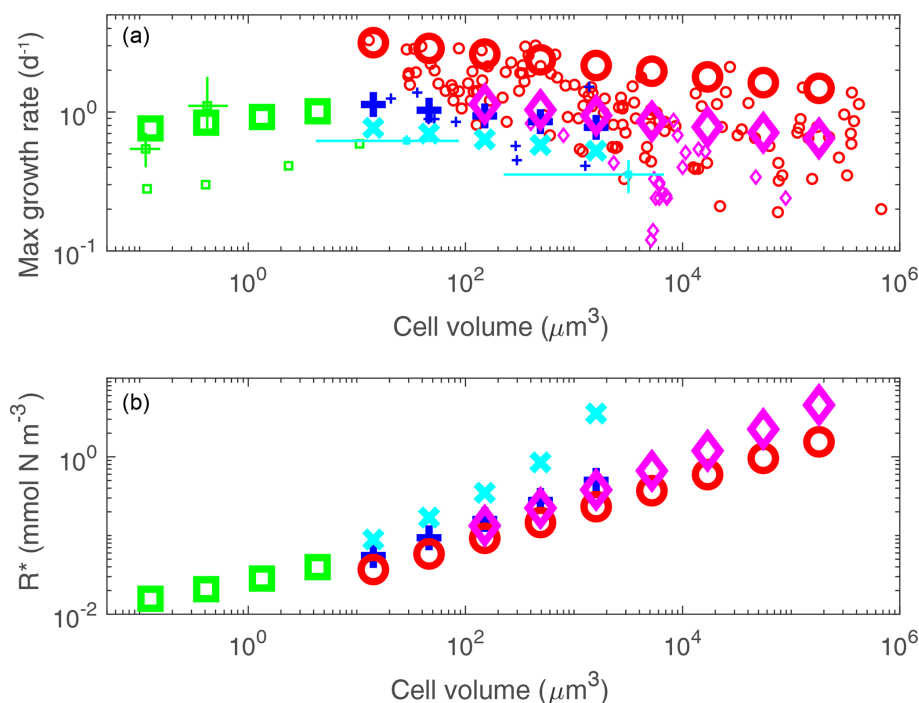 (a)
Max growth rate (d⁻¹)
10⁰
10⁻¹
10⁰ 10² 10⁴ 10⁶
Cell volume (μm³)
(b)
R* (mmol N m⁻³)
10⁰
10⁻²
10⁰ 10² 10⁴ 10⁶
Cell volume (μm³)